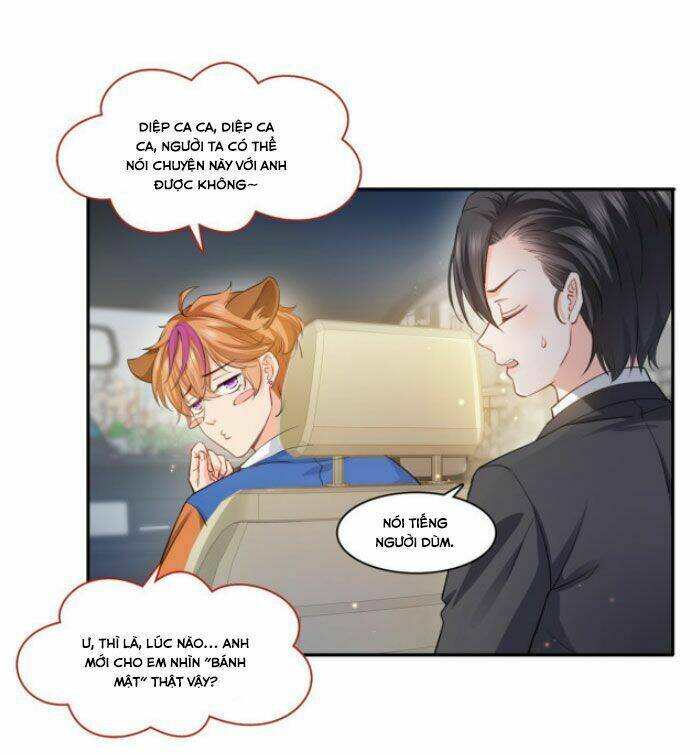 DIỆP CA CA, DIỆP CA
CA, NGƯỜI TA CÓ THỂ
NÓI CHUYỆN NÀY VỚI ANH
ĐƯỢC KHÔNG~
NÓI TIẾNG
NGƯỜI DÙM.
Ư, THÌ LÀ, LÚC NÀO... ANH
MỚI CHO EM NHÌN "BÁNH
MẬT" THẬT VẬY?